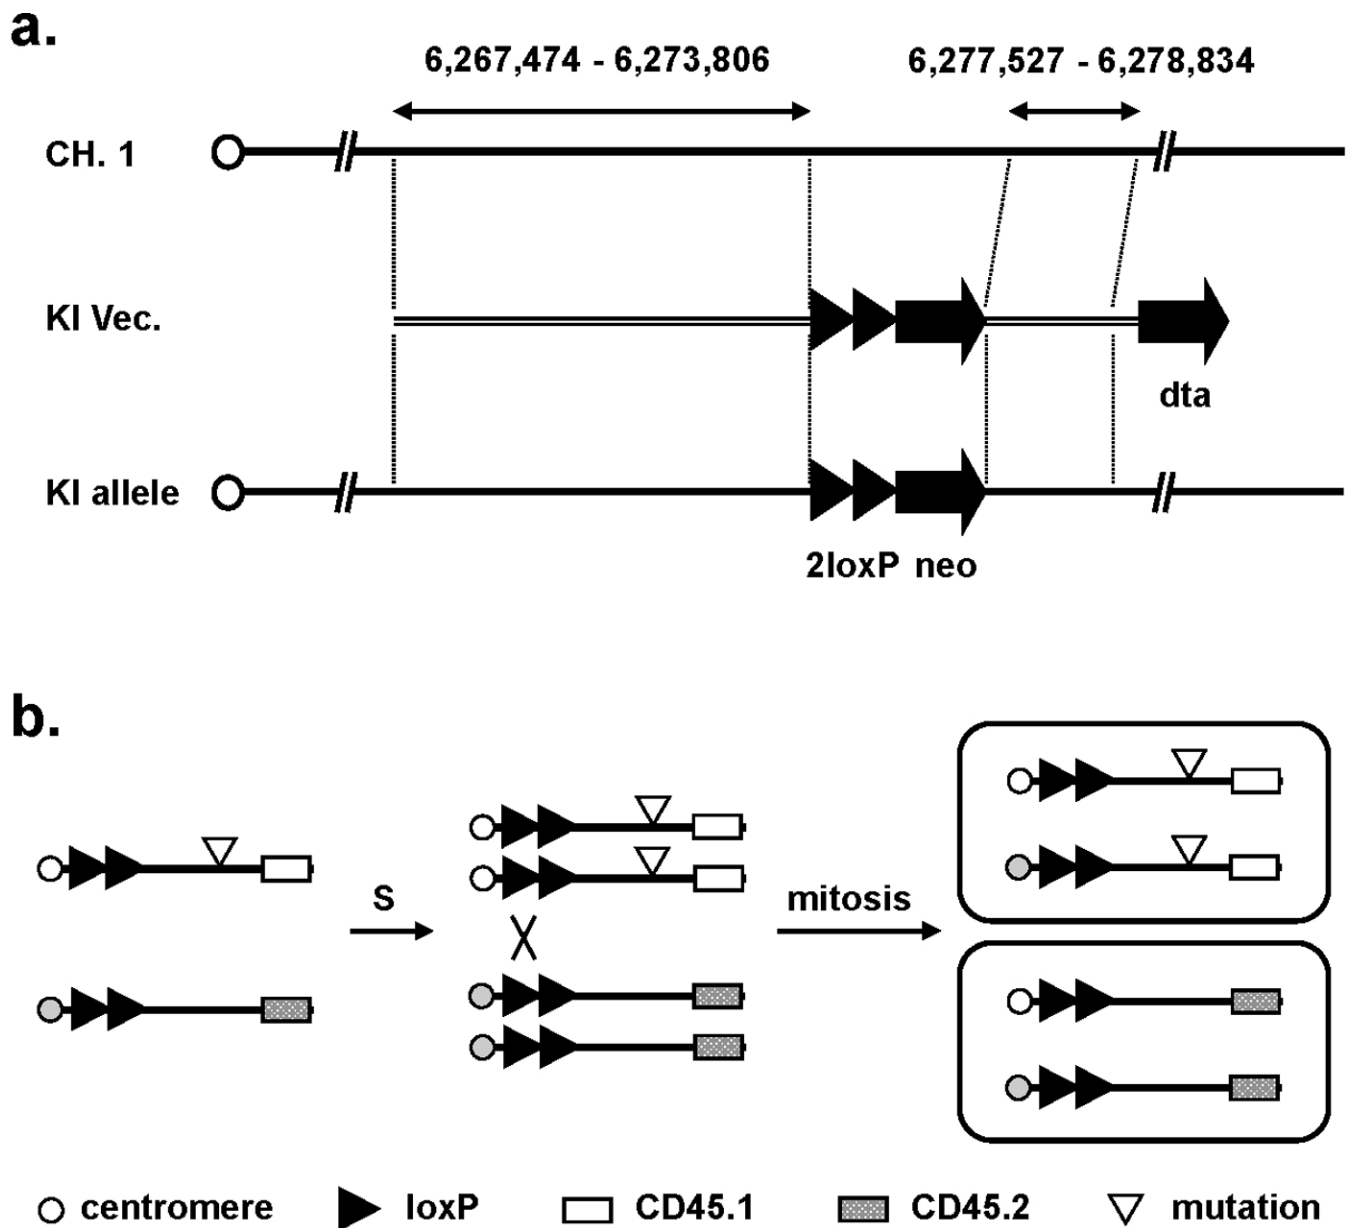 a.
6,267,474 - 6,273,806 6,277,527 - 6,278,834
CH. 1
KI Vec.
dta
KI allele
2loxP neo
b.
S
mitosis
centromere loxP CD45.1 CD45.2 mutation